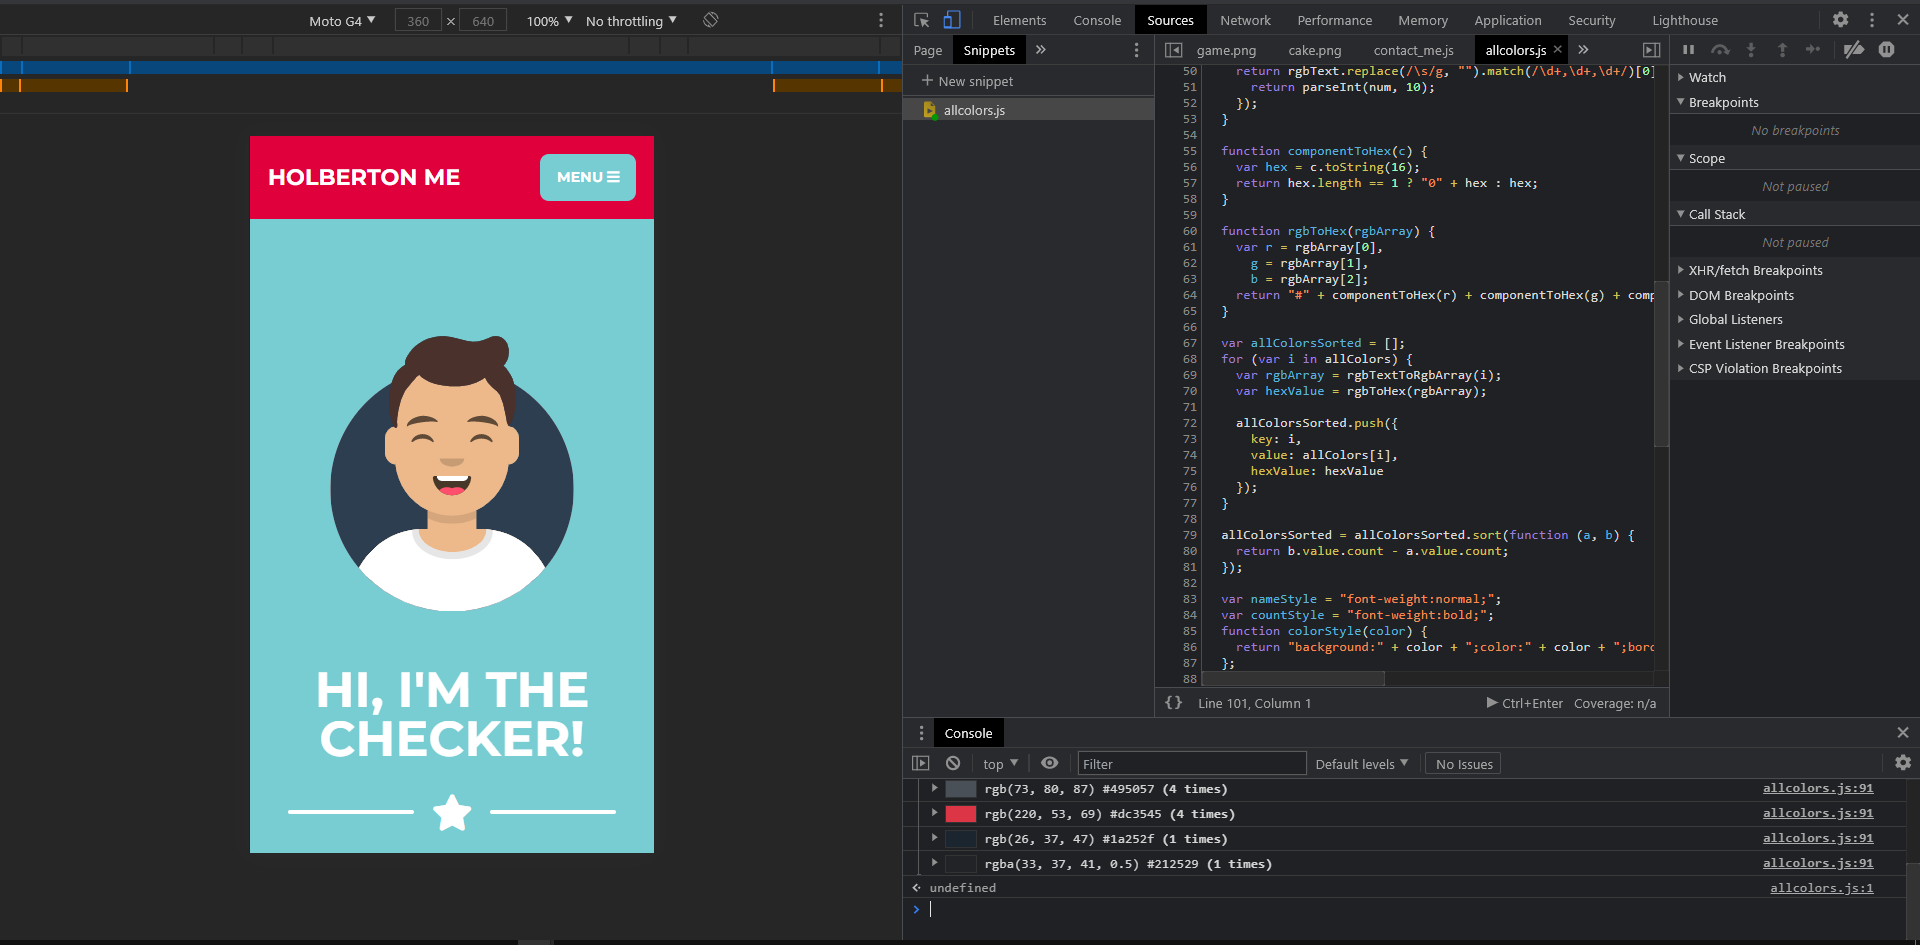 Moto G4 ▼ 360 × 640 100% ▼ No throttling ▼
HOLBERTON ME
MENU
HI, I'M THE
CHECKER!
Elements Console Sources Network Performance Memory Application Security Lighthouse
Page Snippets »
+ New snippet
allcolors.js
game.png cake.png contact_me.js allcolors.js × »
50 return rgbText.replace(/\s/g, "").match(/\d+,\d+,\d+/)[0]
51 return parseInt(num, 10);
52 });
53 }
54
55 function componentToHex(c) {
56 var hex = c.toString(16);
57 return hex.length == 1 ? "0" + hex : hex;
58 }
59
60 function rgbToHex(rgbArray) {
61 var r = rgbArray[0],
62 g = rgbArray[1],
63 b = rgbArray[2];
64 return "#" + componentToHex(r) + componentToHex(g) + comp
65 }
66
67 var allColorsSorted = [];
68 for (var i in allColors) {
69 var rgbArray = rgbTextToRgbArray(i);
70 var hexValue = rgbToHex(rgbArray);
71
72 allColorsSorted.push({
73 key: i,
74 value: allColors[i],
75 hexValue: hexValue
76 });
77 }
78
79 allColorsSorted = allColorsSorted.sort(function (a, b) {
80 return b.value.count - a.value.count;
81 });
82
83 var nameStyle = "font-weight:normal;";
84 var countStyle = "font-weight:bold;";
85 function colorStyle(color) {
86 return "background:" + color + ";color:" + color + ";bord
87 };
88
{} Line 101, Column 1 Ctrl+Enter Coverage: n/a
Watch
Breakpoints
No breakpoints
Scope
Not paused
Call Stack
Not paused
XHR/fetch Breakpoints
DOM Breakpoints
Global Listeners
Event Listener Breakpoints
CSP Violation Breakpoints
Console
top ▼ Filter Default levels ▼ No Issues
rgb(73, 80, 87) #495057 (4 times) allcolors.js:91
rgb(220, 53, 69) #dc3545 (4 times) allcolors.js:91
rgb(26, 37, 47) #1a252f (1 times) allcolors.js:91
rgba(33, 37, 41, 0.5) #212529 (1 times) allcolors.js:91
undefined allcolors.js:1